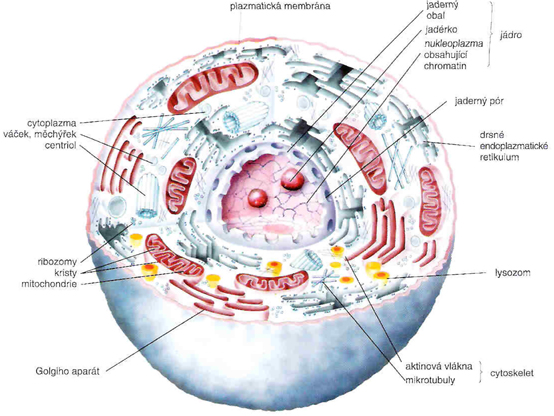 plazmatická membrána
jaderný
obal
jadérko
nukleoplazma
obsahující
chromatin
jádro
jaderný pór
cytoplazma
váček, měchýřek
centriol
drsné
endoplazmatické
retikulum
ribozomy
kristy
mitochondrie
lysozom
Golgiho aparát
aktinová vlákna
mikrotubuly
cytoskelet